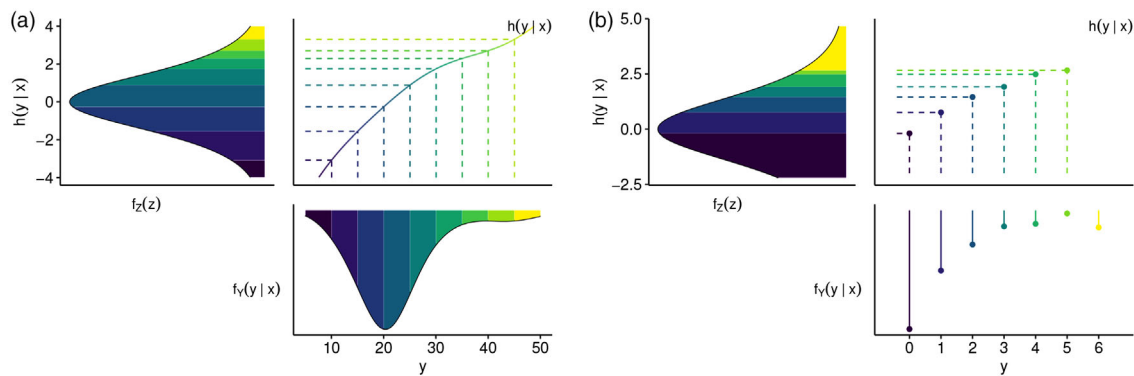 (a)
h(y | x)
4
2
0
−2
−4
h(y | x)
f_Z(z)
f_Y(y | x)
10 20 30 40 50
y
(b)
h(y | x)
5.0
2.5
0.0
−2.5
h(y | x)
f_Z(z)
f_Y(y | x)
0 1 2 3 4 5 6
y